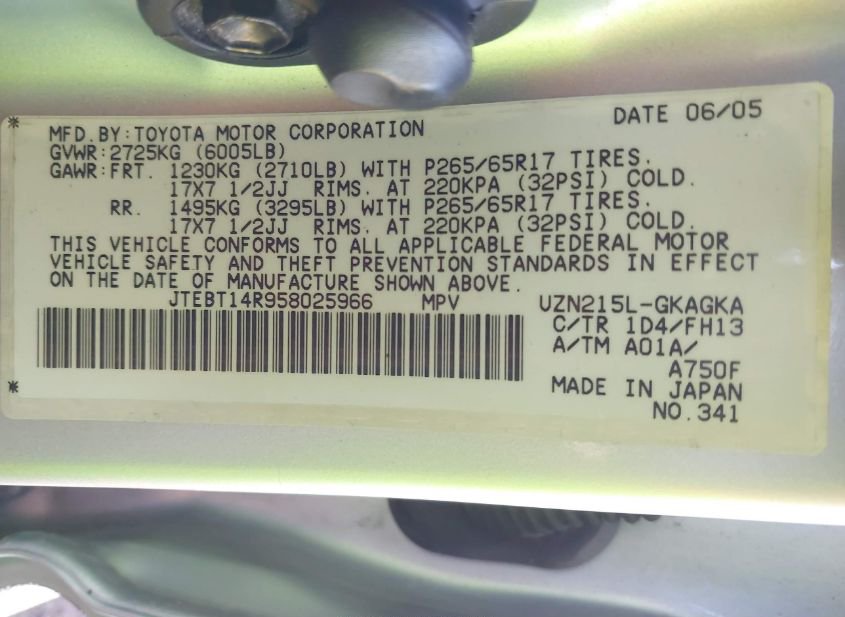 DATE 06/05
MFD.BY:TOYOTA MOTOR CORPORATION
GVWR:2725KG (6005LB)
GAWR:FRT. 1230KG (2710LB) WITH P265/65R17 TIRES.
17X7 1/2JJ RIMS. AT 220KPA (32PSI) COLD.
RR. 1495KG (3295LB) WITH P265/65R17 TIRES.
17X7 1/2JJ RIMS. AT 220KPA (32PSI) COLD.
THIS VEHICLE CONFORMS TO ALL APPLICABLE FEDERAL MOTOR
VEHICLE SAFETY AND THEFT PREVENTION STANDARDS IN EFFECT
ON THE DATE OF MANUFACTURE SHOWN ABOVE.
JTEBT14R958025966 MPV UZN215L-GKAGKA
C/TR 1D4/FH13
A/TM A01A/
A750F
MADE IN JAPAN
NO.341